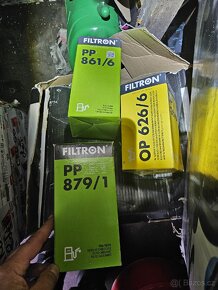 FILTRON
PP
861/6
FILTRON
OP 626/6
FILTRON
PP
879/1
Bazos.cz